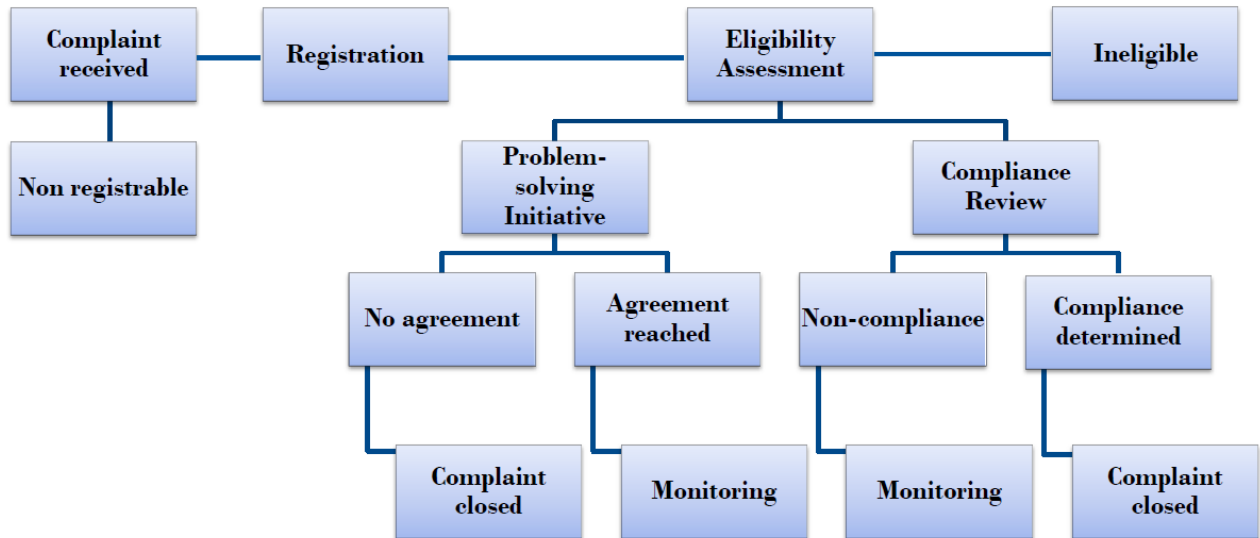 Complaint
received
Registration
Eligibility
Assessment
Ineligible
Non registrable
Problem-
solving
Initiative
Compliance
Review
No agreement
Agreement
reached
Non-compliance
Compliance
determined
Complaint
closed
Monitoring
Monitoring
Complaint
closed